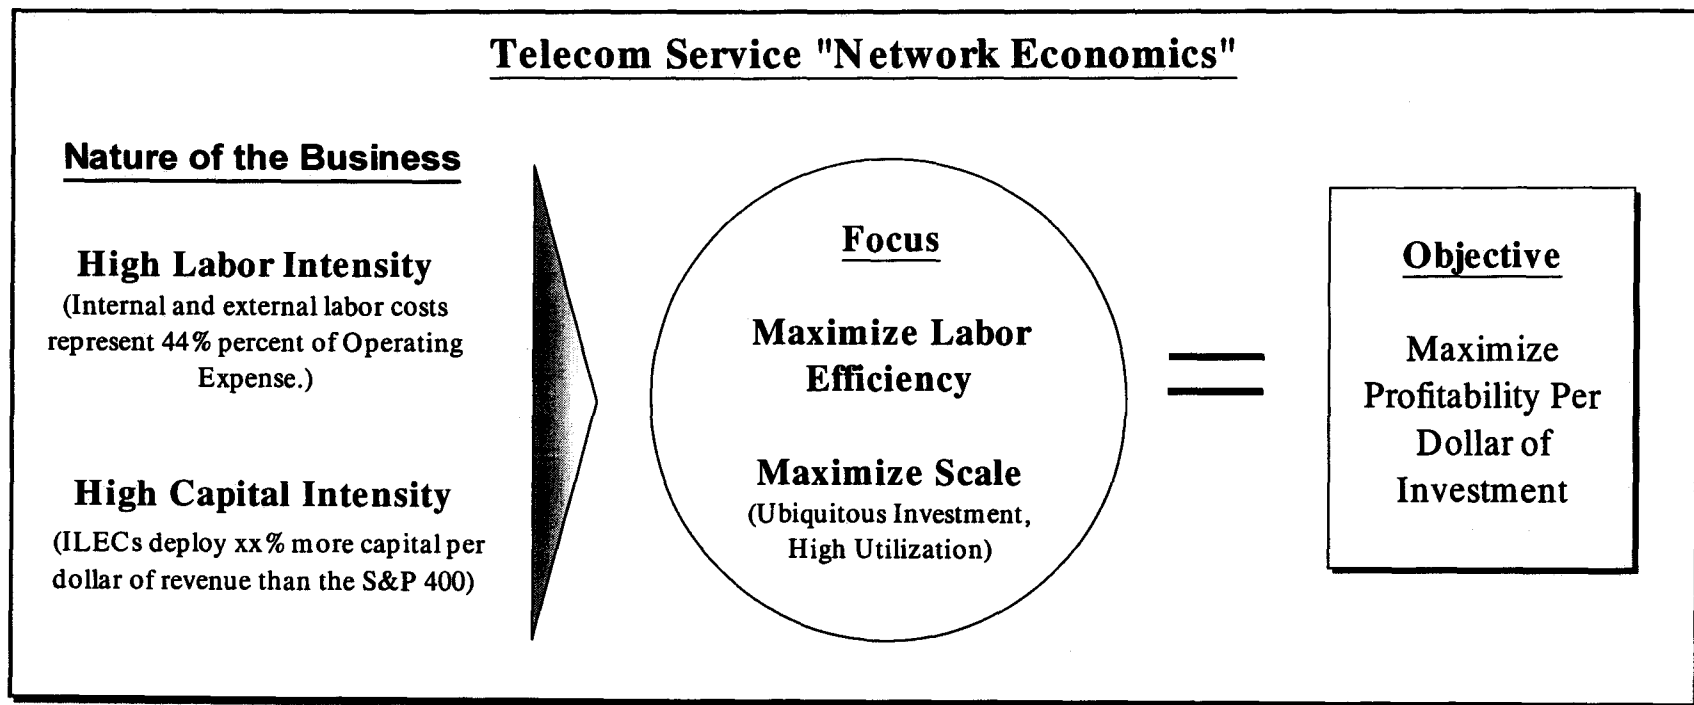 Telecom Service "Network Economics"
Nature of the Business
High Labor Intensity
(Internal and external labor costs
represent 44% percent of Operating
Expense.)
High Capital Intensity
(ILECs deploy xx% more capital per
dollar of revenue than the S&P 400)
Focus
Maximize Labor
Efficiency
Maximize Scale
(Ubiquitous Investment,
High Utilization)
=
Objective
Maximize
Profitability Per
Dollar of
Investment